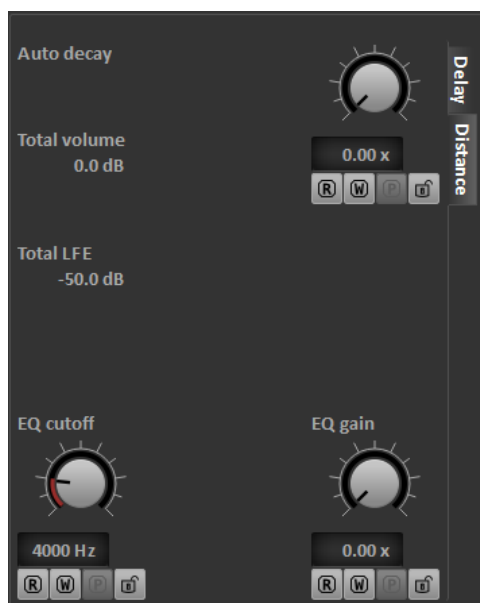 Auto decay
0.00 x
R W P
Total volume
0.0 dB
Total LFE
-50.0 dB
EQ cutoff
4000 Hz
R W P
EQ gain
0.00 x
R W P
Delay
Distance